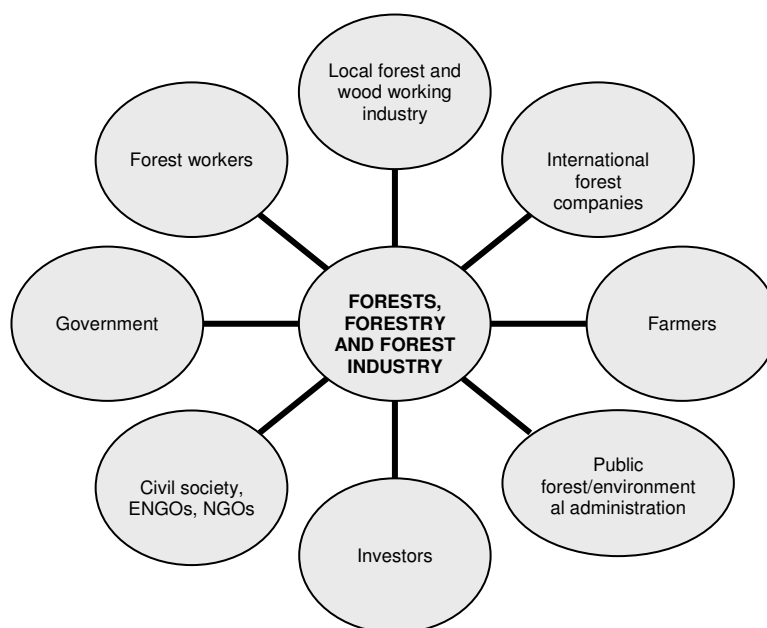 Local forest and
wood working
industry
Forest workers
International
forest
companies
Government
FORESTS,
FORESTRY
AND FOREST
INDUSTRY
Farmers
Civil society,
ENGOs, NGOs
Public
forest/environment
al administration
Investors